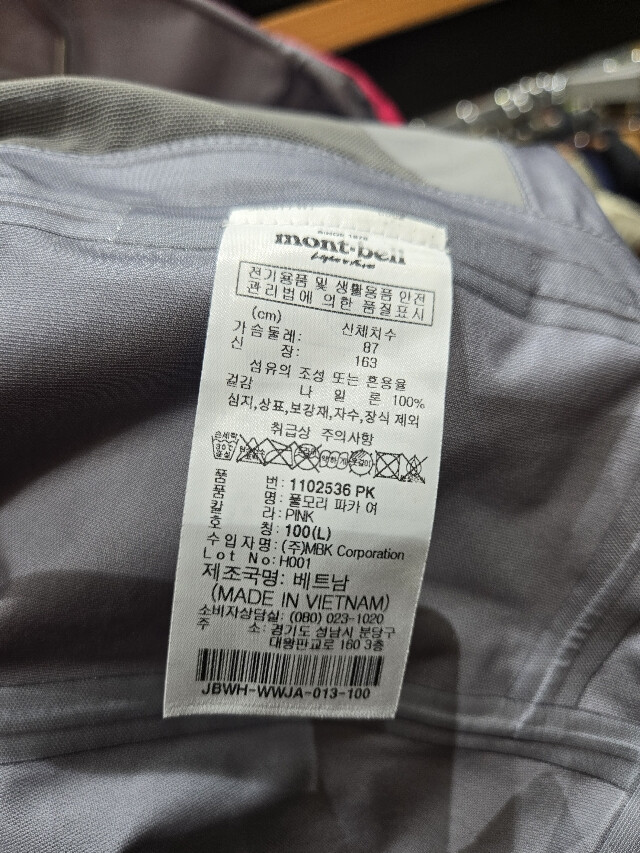 SINCE 1975
mont-bell
전기용품 및 생활용품 안전
관리법에 의한 품질표시
(cm) 신체치수
가슴둘레: 87
신 장: 163
섬유의 조성 또는 혼용율
겉감 나 일 론 100%
심지,상표,보강재,자수,장식 제외
취급상 주의사항
손세탁
30℃
중성
품 번: 1102536 PK
품 명: 풀모리 파카 여
칼 라: PINK
호 칭: 100(L)
수입자명: (주)MBK Corporation
Lot No: H001
제조국명: 베트남
(MADE IN VIETNAM)
소비자상담실: (080) 023-1020
주 소: 경기도 성남시 분당구
대왕판교로 160 3층
JBWH-WWJA-013-100